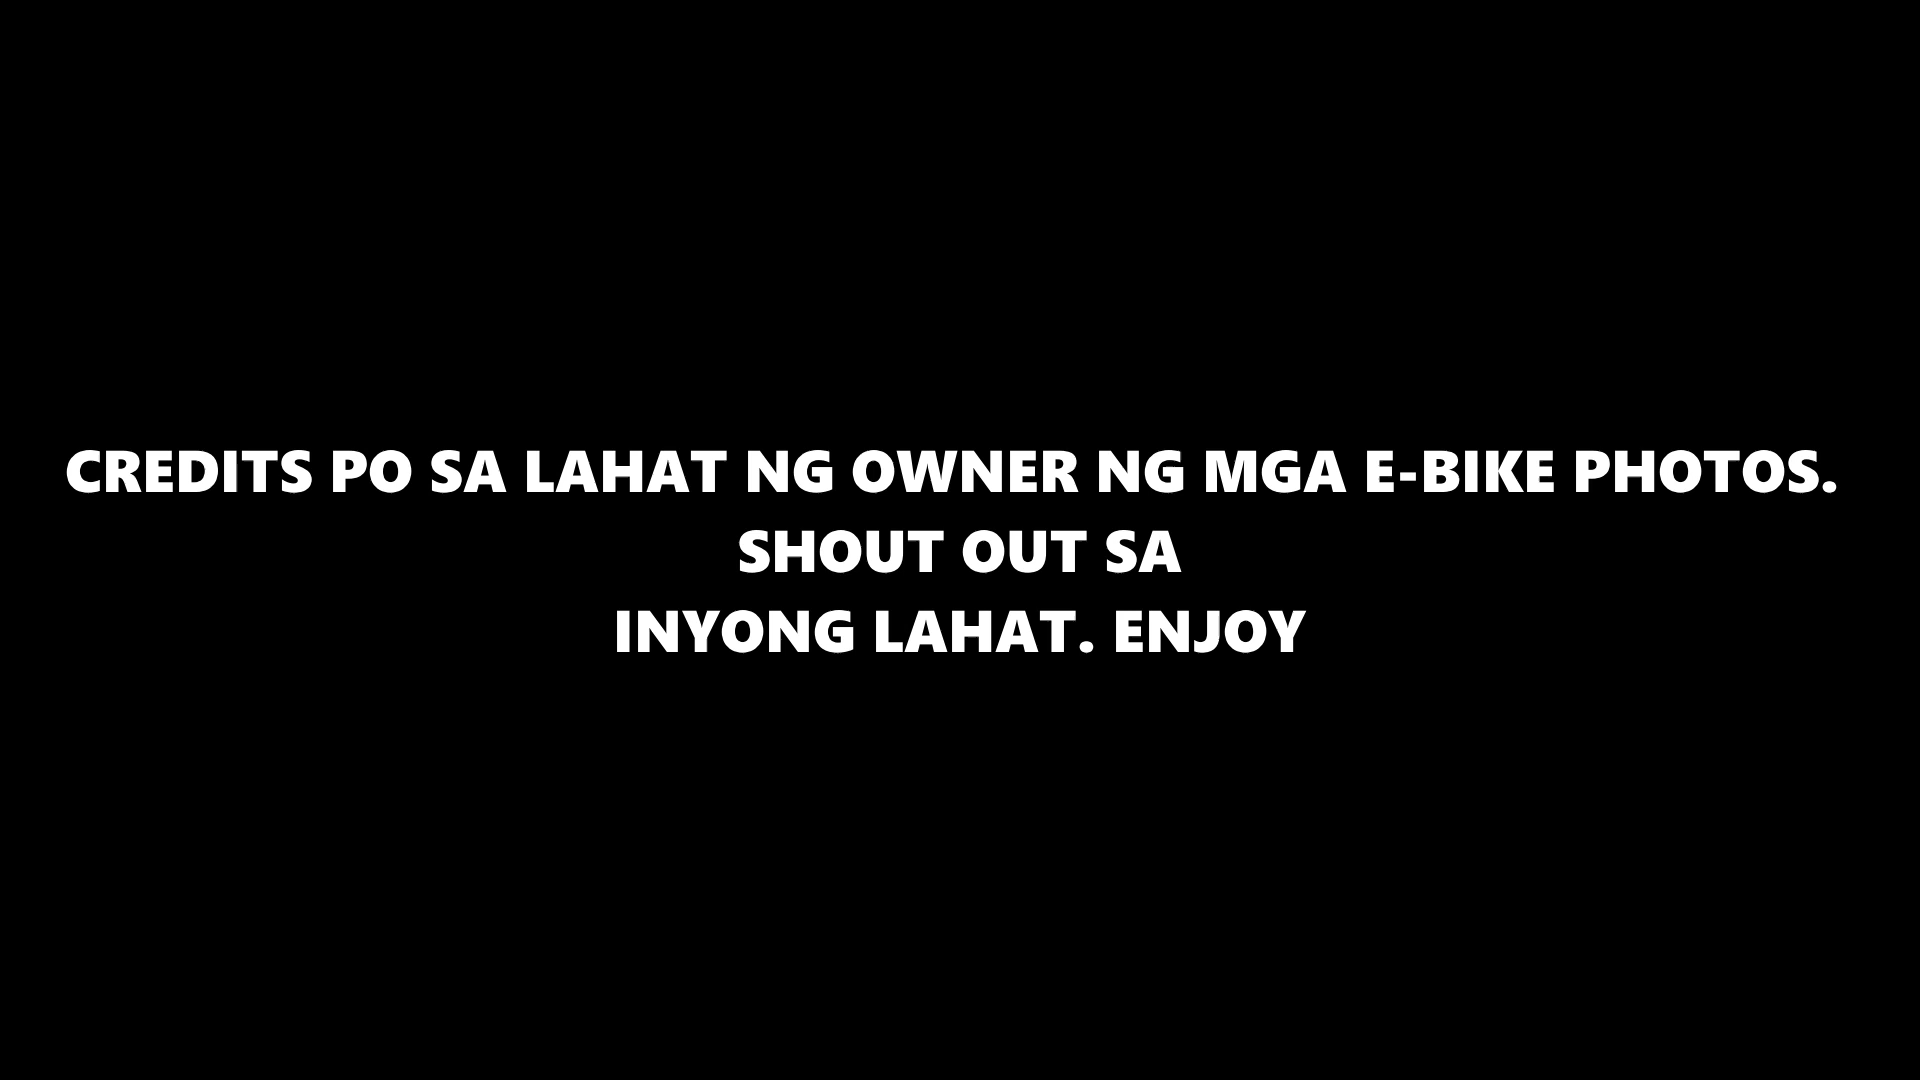 CREDITS PO SA LAHAT NG OWNER NG MGA E-BIKE PHOTOS.
SHOUT OUT SA
INYONG LAHAT. ENJOY